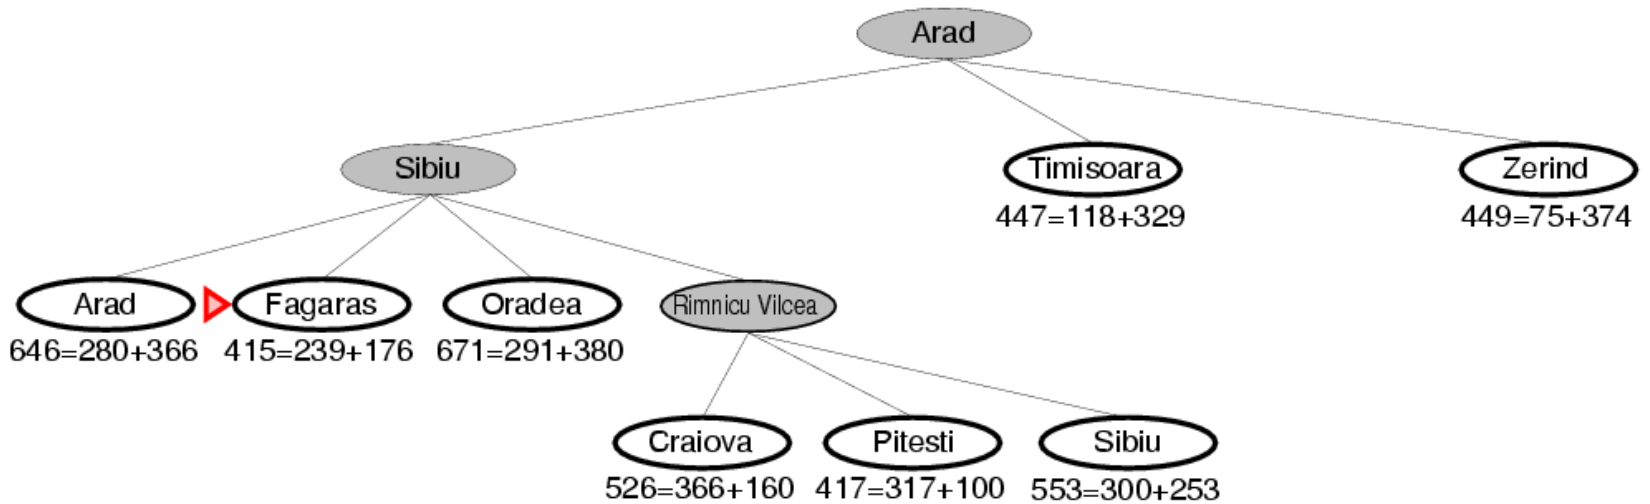 Arad
Sibiu
Timisoara
Zerind
447=118+329
449=75+374
Arad
Fagaras
Oradea
Rimnicu Vilcea
646=280+366
415=239+176
671=291+380
Craiova
Pitesti
Sibiu
526=366+160
417=317+100
553=300+253